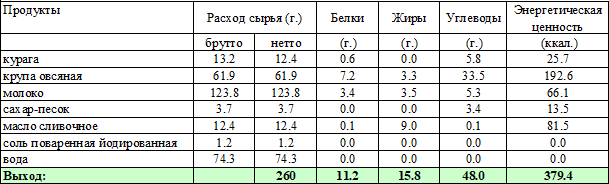 Продукты Расход сырья (г.) Белки Жиры Углеводы Энергетическая ценность
брутто нетто (г.) (г.) (г.) (ккал.)
курага 13.2 12.4 0.6 0.0 5.8 25.7
крупа овсяная 61.9 61.9 7.2 3.3 33.5 192.6
молоко 123.8 123.8 3.4 3.5 5.3 66.1
сахар-песок 3.7 3.7 0.0 0.0 3.4 13.5
масло сливочное 12.4 12.4 0.1 9.0 0.1 81.5
соль поваренная йодированная 1.2 1.2 0.0 0.0 0.0 0.0
вода 74.3 74.3 0.0 0.0 0.0 0.0
Выход: 260 11.2 15.8 48.0 379.4